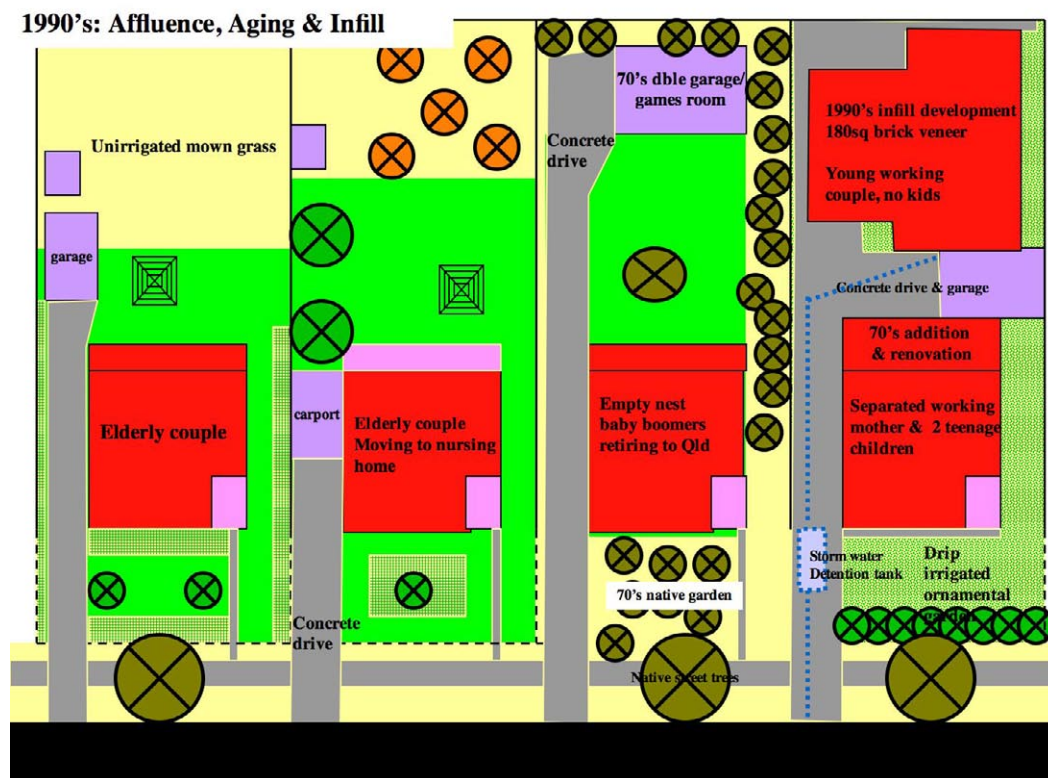 1990's: Affluence, Aging & Infill
70's dble garage/
games room
1990's infill development
180sq brick veneer
Young working
couple, no kids
Unirrigated mown grass
Concrete
drive
garage
Concrete drive & garage
70's addition
& renovation
carport
Elderly couple
Elderly couple
Moving to nursing
home
Empty nest
baby boomers
retiring to Qld
Separated working
mother & 2 teenage
children
Storm water
Detention tank
Drip
irrigated
ornamental
garden
70's native garden
Concrete
drive
Native street trees